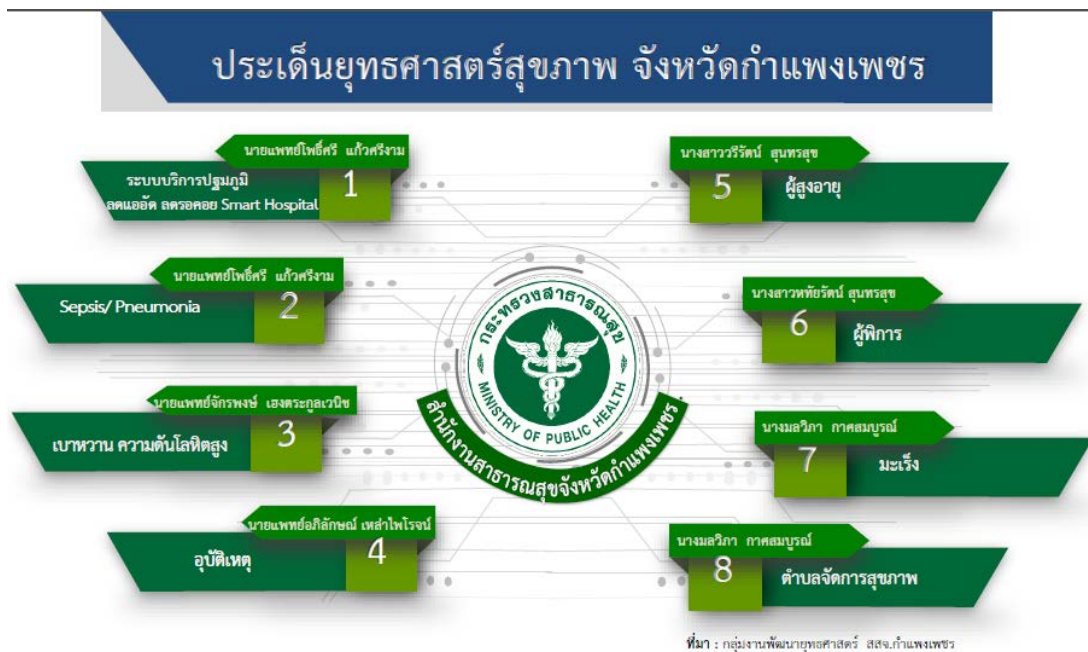 ประเด็นยุทธศาสตร์สุขภาพ จังหวัดกำแพงเพชร
นายแพทย์โพธิ์ศรี แก้วศรีงาม
1
ระบบบริการปฐมภูมิ
ลดแออัด ลดรอคอย Smart Hospital
นายแพทย์โพธิ์ศรี แก้วศรีงาม
2
Sepsis/ Pneumonia
นายแพทย์จักรพงษ์ เฮงตระกูลเวนิช
3
เบาหวาน ความดันโลหิตสูง
นายแพทย์อภิลักษณ์ เหล่าไพโรจน์
4
อุบัติเหตุ
กระทรวงสาธารณสุข
MINISTRY OF PUBLIC HEALTH
สำนักงานสาธารณสุขจังหวัดกำแพงเพชร
นางสาววรีรัตน์ สุนทรสุข
5
ผู้สูงอายุ
นางสาวหทัยรัตน์ สุนทรสุข
6
ผู้พิการ
นางมลวิภา กาศสมบูรณ์
7
มะเร็ง
นางมลวิภา กาศสมบูรณ์
8
ตำบลจัดการสุขภาพ
ที่มา : กลุ่มงานพัฒนายุทธศาสตร์ สสจ.กำแพงเพชร